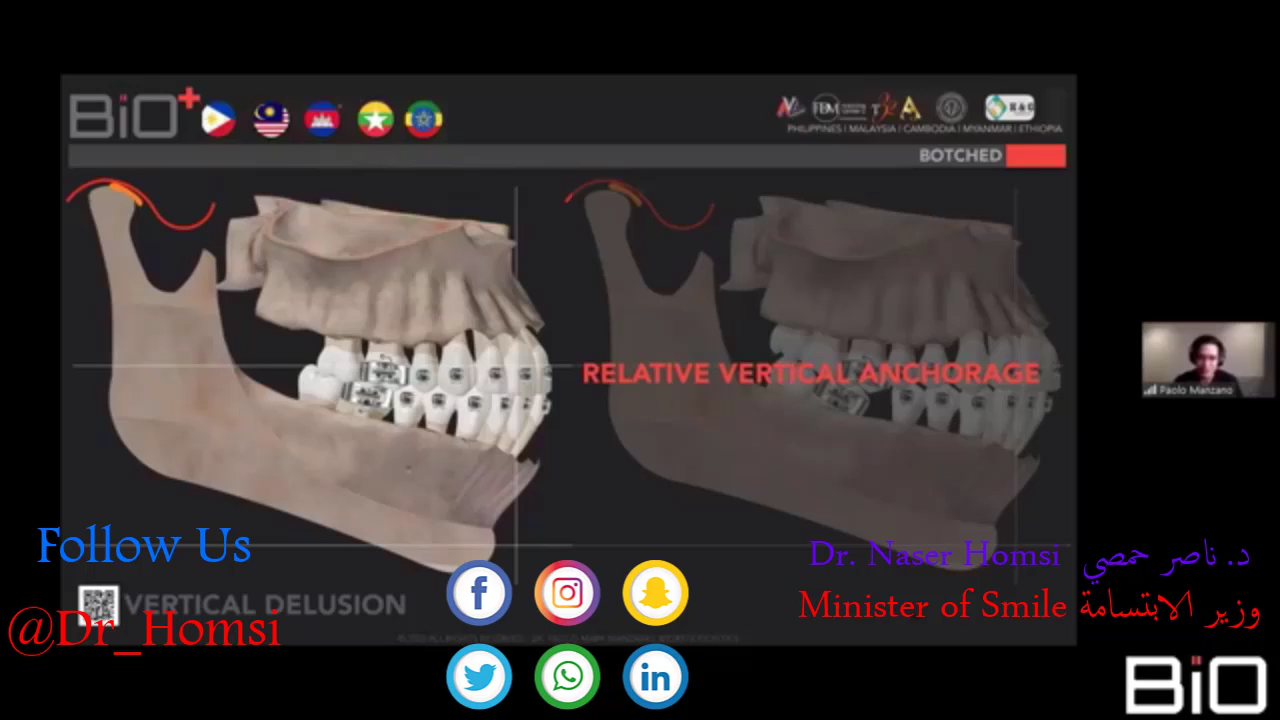 BiO+
PHILIPPINES | MALAYSIA | CAMBODIA | MYANMAR | ETHIOPIA
BOTCHED
RELATIVE VERTICAL ANCHORAGE
Paolo Manzano
Follow Us
Dr. Naser Homsi د. ناصر حمصي
VERTICAL DELUSION
@Dr_Homsi
Minister of Smile وزير الابتسامة
BiO